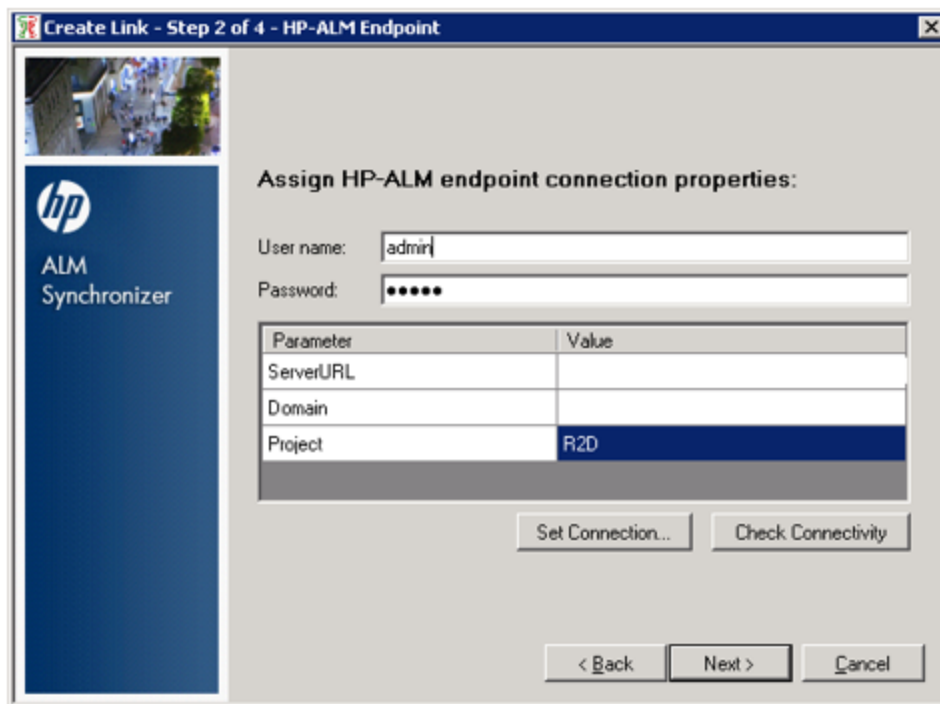 Create Link - Step 2 of 4 - HP-ALM Endpoint
hp
ALM
Synchronizer
Assign HP-ALM endpoint connection properties:
User name: admin
Password: •••••
Parameter Value
ServerURL
Domain
Project R2D
Set Connection... Check Connectivity
< Back Next > Cancel